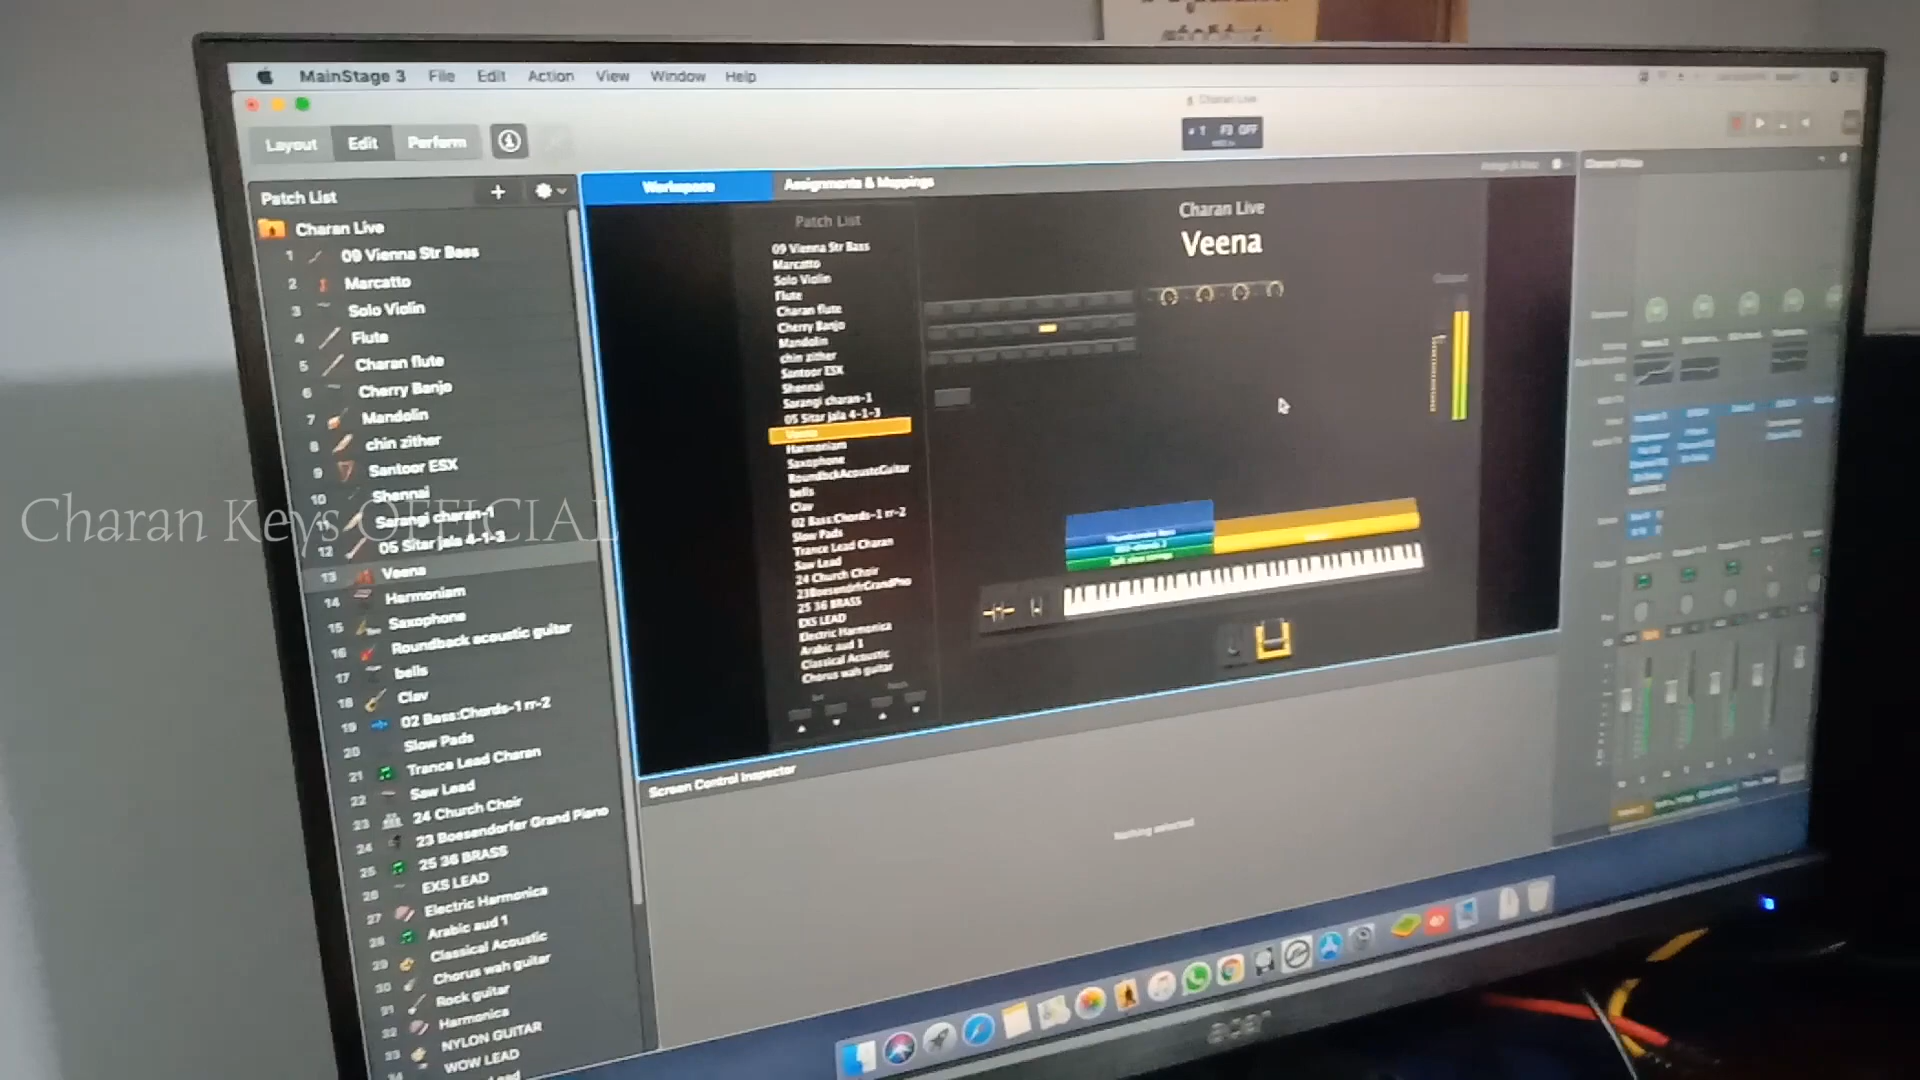 MainStage 3 File Edit Action View Window Help
Charan Live
Layout Edit Perform
Patch List
Charan Live
1 09 Vienna Str Bass
2 Marcatto
3 Solo Violin
4 Flute
5 Charan flute
6 Cherry Banjo
7 Mandolin
8 chin zither
9 Santoor ESX
10 Shennai
11 Sarangi charan-1
12 05 Sitar jala 4-1-3
13 Veena
14 Harmoniam
15 Saxophone
16 Roundback acoustic guitar
17 bells
18 Clav
19 02 Bass:Chords-1 rr-2
20 Slow Pads
21 Trance Lead Charan
22 Saw Lead
23 24 Church Choir
24 23 Boesendorfer Grand Piano
25 25 36 BRASS
26 EXS LEAD
27 Electric Harmonica
28 Arabic aud 1
29 Classical Acoustic
30 Chorus wah guitar
31 Rock guitar
32 Harmonica
33 NYLON GUITAR
34 WOW LEAD
Workspace Assignments & Mappings
Patch List
09 Vienna Str Bass
Marcatto
Solo Violin
Flute
Charan flute
Cherry Banjo
Mandolin
chin zither
Santoor ESX
Shennai
Sarangi charan-1
05 Sitar jala 4-1-3
Veena
Harmoniam
Saxophone
RoundbckAcoustcGuitar
bells
Clav
02 Bass:Chords-1 rr-2
Slow Pads
Trance Lead Charan
Saw Lead
24 Church Choir
23BoesendrfrGrandPno
25 36 BRASS
EXS LEAD
Electric Harmonica
Arabic aud 1
Classical Acoustic
Chorus wah guitar
Charan Live
Veena
Output
Screen Control Inspector
Nothing selected
acer
Charan Keys OFFICIAL